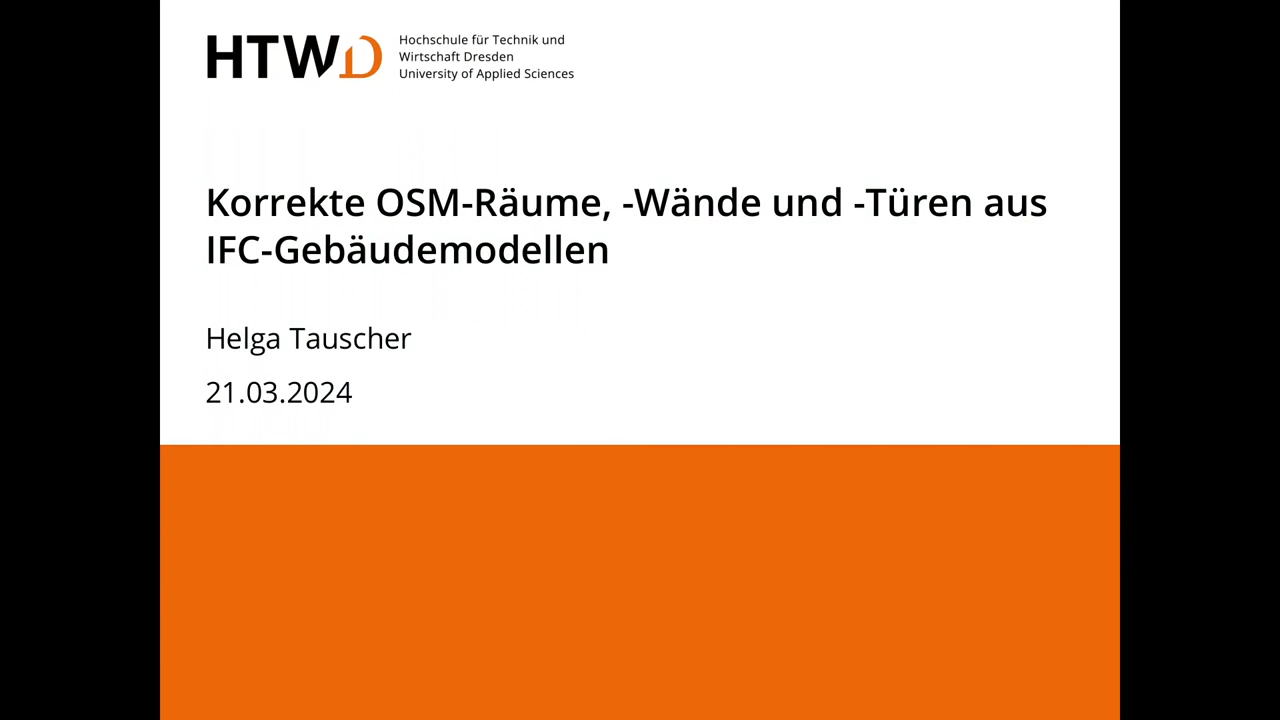 HTWD
Hochschule für Technik und
Wirtschaft Dresden
University of Applied Sciences
Korrekte OSM-Räume, -Wände und -Türen aus
IFC-Gebäudemodellen
Helga Tauscher
21.03.2024